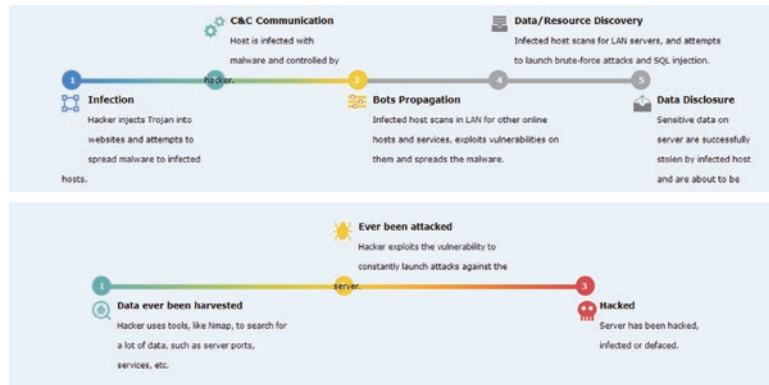 C&C Communication
Host is infected with
malware and controlled by
hacker.
Data/Resource Discovery
Infected host scans for LAN servers, and attempts
to launch brute-force attacks and SQL injection.
1
3
4
5
Infection
Hacker injects Trojan into
websites and attempts to
spread malware to infected
hosts.
Bots Propagation
Infected host scans in LAN for other online
hosts and services, exploits vulnerabilities on
them and spreads the malware.
Data Disclosure
Sensitive data on
server are successfully
stolen by infected host
and are about to be
Ever been attacked
Hacker exploits the vulnerability to
constantly launch attacks against the
server.
1
3
Data ever been harvested
Hacker uses tools, like Nmap, to search for
a lot of data, such as server ports,
services, etc.
Hacked
Server has been hacked,
infected or defaced.